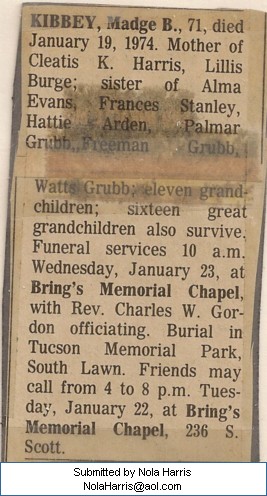 KIBBEY, Madge B., 71, died
January 19, 1974. Mother of
Cleatis K. Harris, Lillis
Burge; sister of Alma
Evans, Frances Stanley,
Hattie Arden, Palmar
Grubb, Freeman Grubb,
Watts Grubb; eleven grand-
children; sixteen great
grandchildren also survive.
Funeral services 10 a.m.
Wednesday, January 23, at
Bring's Memorial Chapel,
with Rev. Charles W. Gor-
don officiating. Burial in
Tucson Memorial Park,
South Lawn. Friends may
call from 4 to 8 p.m. Tues-
day, January 22, at Bring's
Memorial Chapel, 236 S.
Scott.
Submitted by Nola Harris
NolaHarris@aol.com